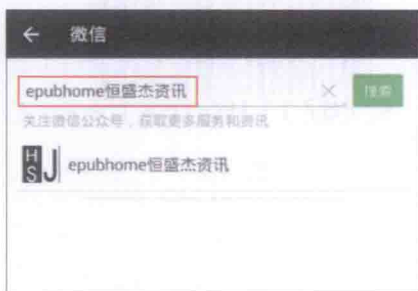 ← 微信
epubhome恒盛杰资讯 × 搜索
关注微信公众号，获取更多服务和资讯
HSJ epubhome恒盛杰资讯